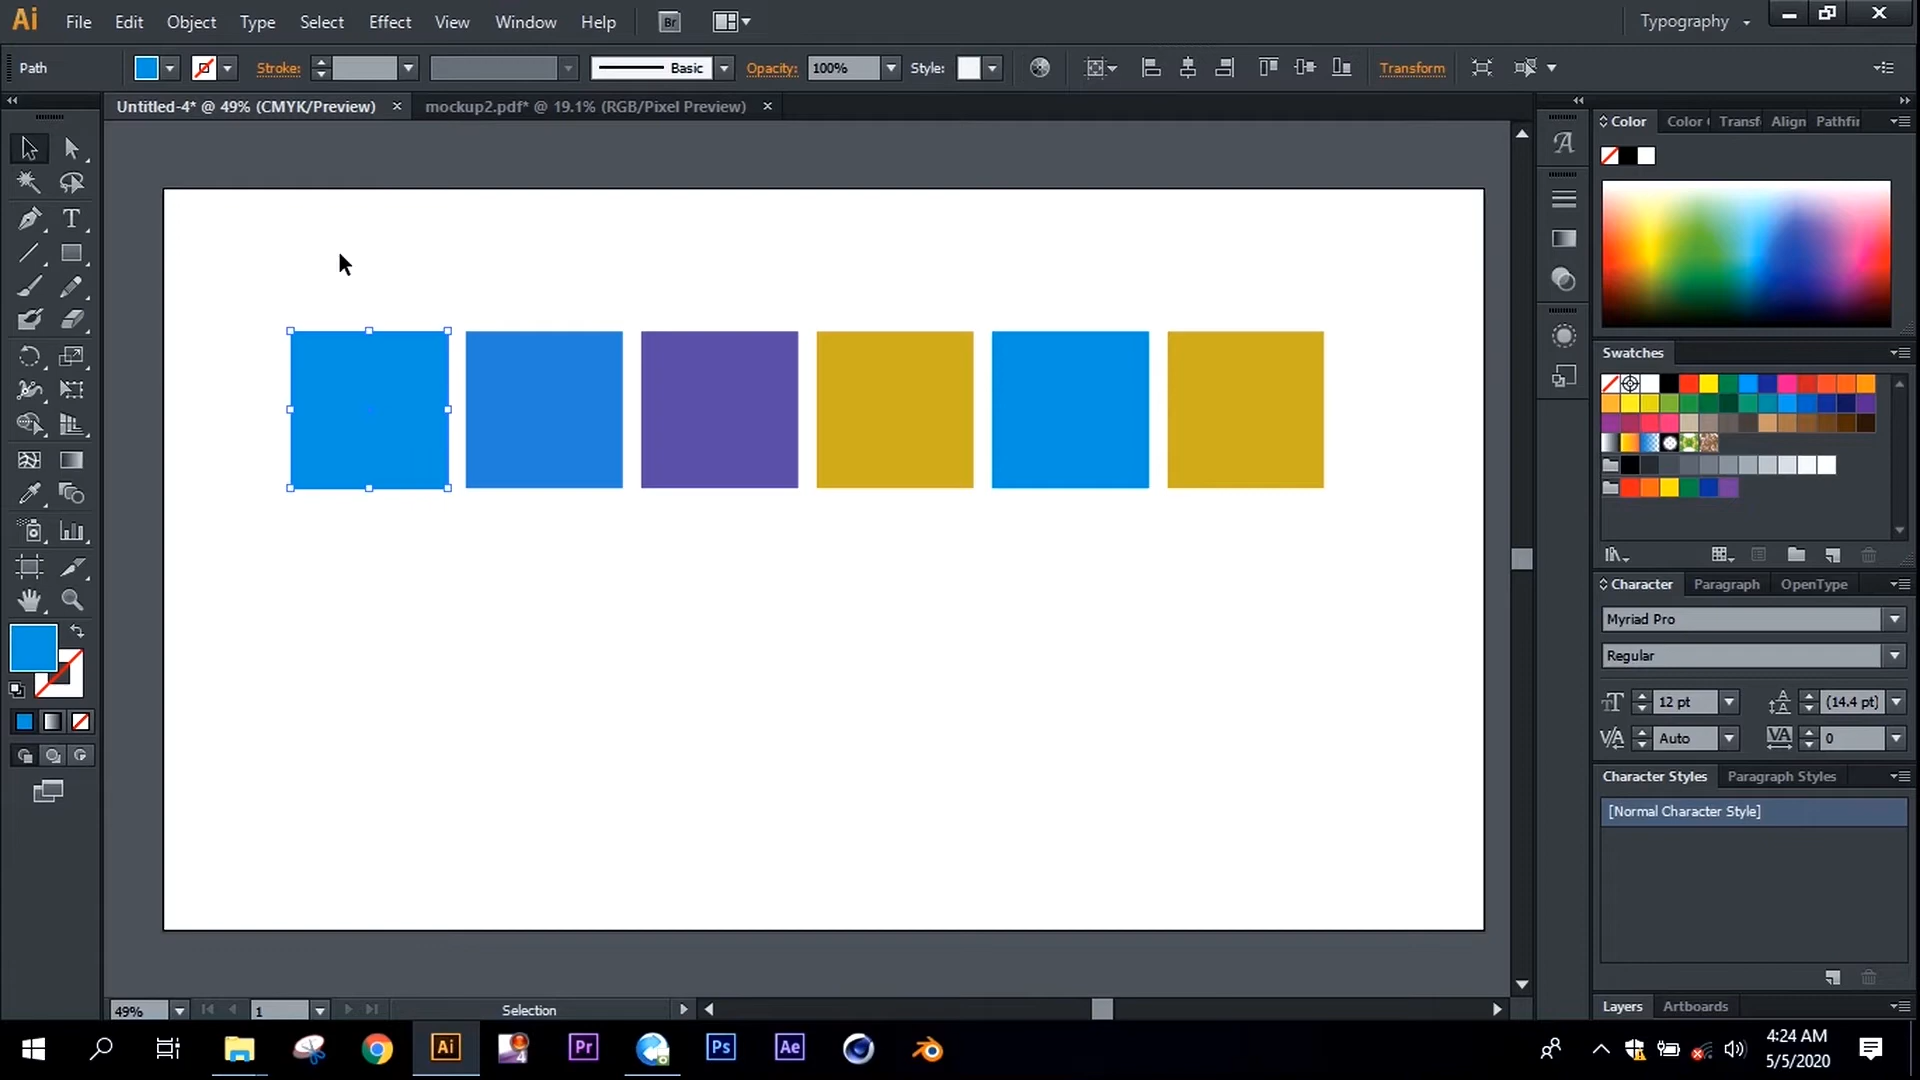 Ai File Edit Object Type Select Effect View Window Help Br Typography
Path Stroke: Basic Opacity: 100% Style: Transform
Untitled-4* @ 49% (CMYK/Preview) × mockup2.pdf* @ 19.1% (RGB/Pixel Preview) ×
Color Color Transf Align Pathfir
Swatches
Character Paragraph OpenType
Myriad Pro
Regular
12 pt (14.4 pt)
Auto 0
Character Styles Paragraph Styles
[Normal Character Style]
49% 1 Selection
Layers Artboards
Ai 4 Pr Ps Ae
4:24 AM
5/5/2020